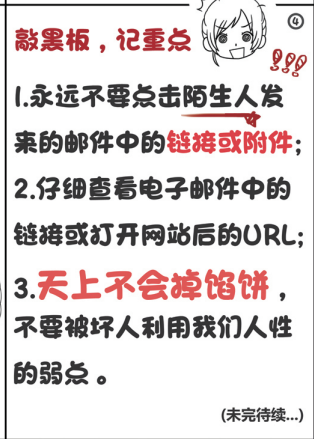 ④
敲黑板，记重点
!!!
1.永远不要点击陌生人发
来的邮件中的链接或附件；
2.仔细查看电子邮件中的
链接或打开网站后的URL；
3.天上不会掉馅饼，
不要被坏人利用我们人性
的弱点。
(未完待续...)